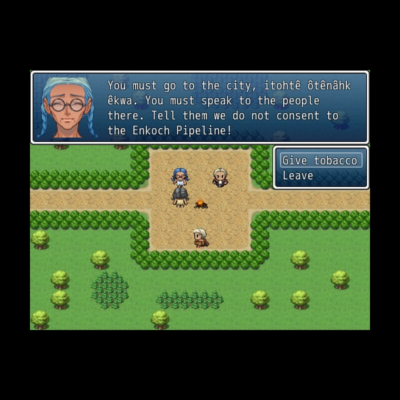 You must go to the city, itohtê ôtênâhk
êkwa. You must speak to the people
there. Tell them we do not consent to
the Enkoch Pipeline!
Give tobacco
Leave